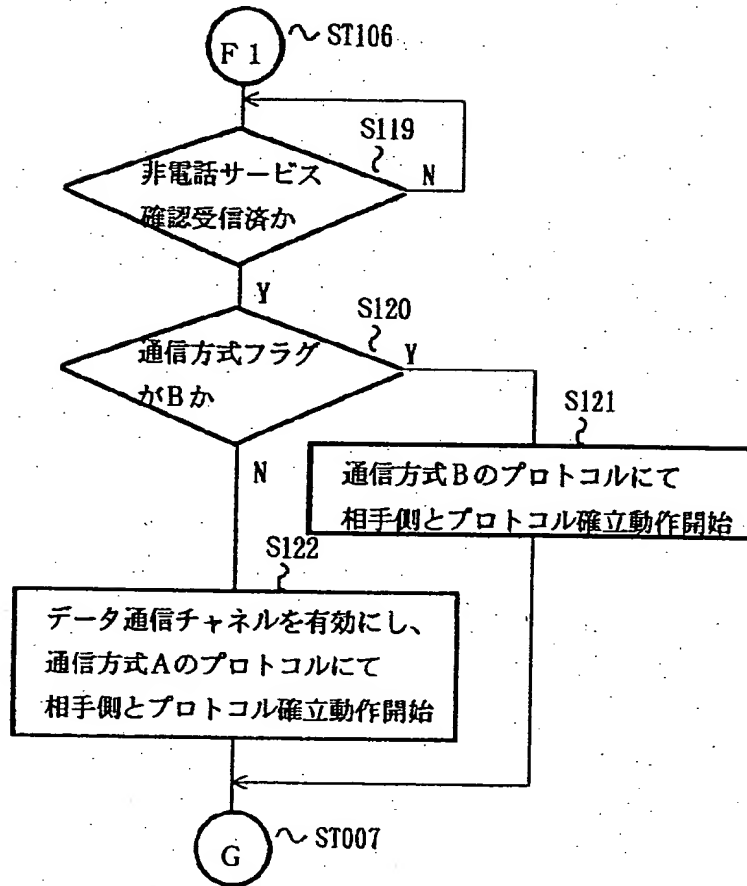 F1
ST106
S119
非電話サービス
N
確認受信済か
Y
S120
通信方式フラグ
Y
がBか
S121
N
通信方式Bのプロトコルにて
相手側とプロトコル確立動作開始
S122
データ通信チャネルを有効にし、
通信方式Aのプロトコルにて
相手側とプロトコル確立動作開始
G
ST007